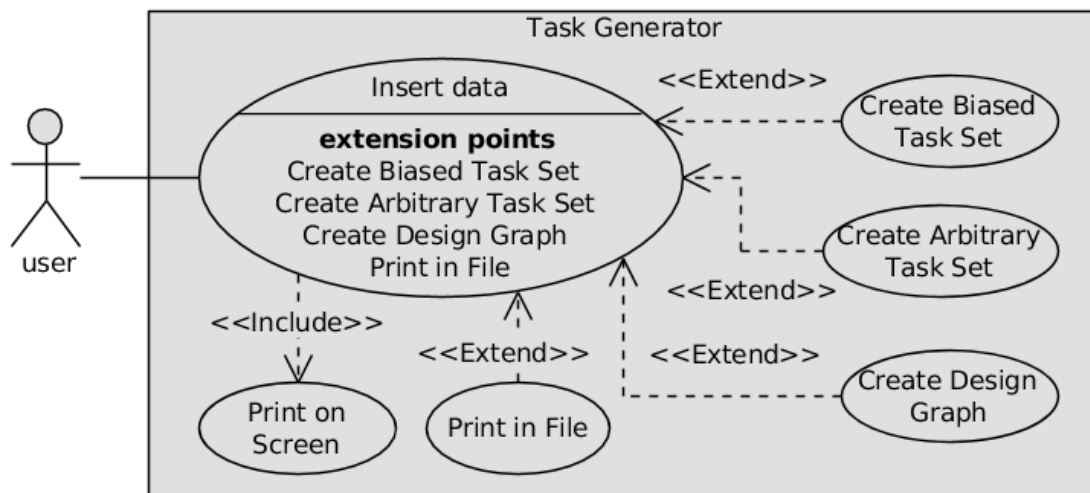 Task Generator
Insert data
extension points
Create Biased Task Set
Create Arbitrary Task Set
Create Design Graph
Print in File
<<Extend>>
Create Biased
Task Set
Create Arbitrary
Task Set
<<Extend>>
user
<<Include>>
<<Extend>>
<<Extend>>
Create Design
Graph
Print on
Screen
Print in File